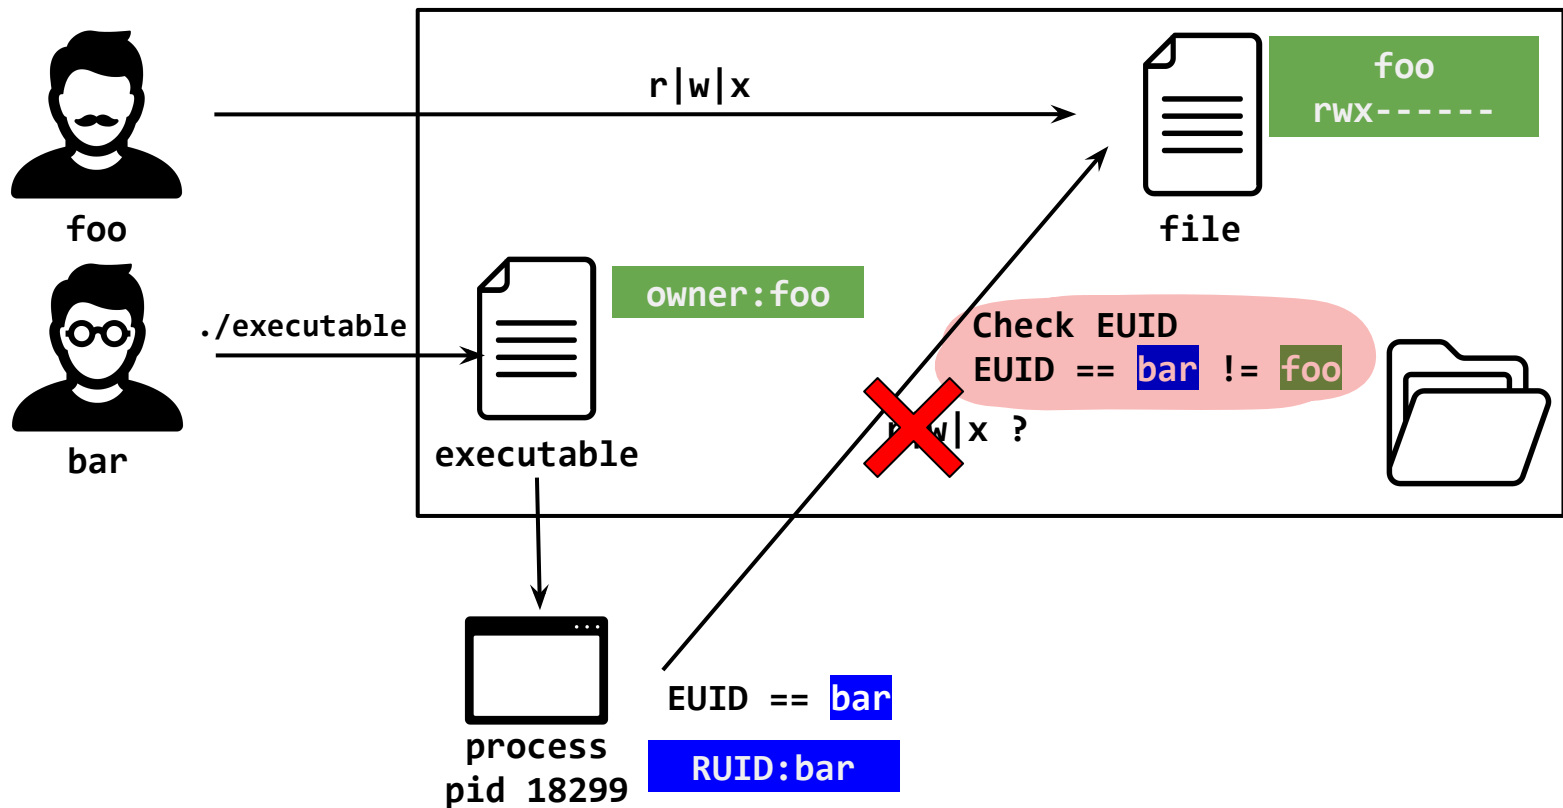 r|w|x
foo
rwx------
foo
file
owner:foo
./executable
Check EUID
EUID == bar != foo
r|w|x ?
executable
bar
EUID == bar
process
pid 18299
RUID:bar